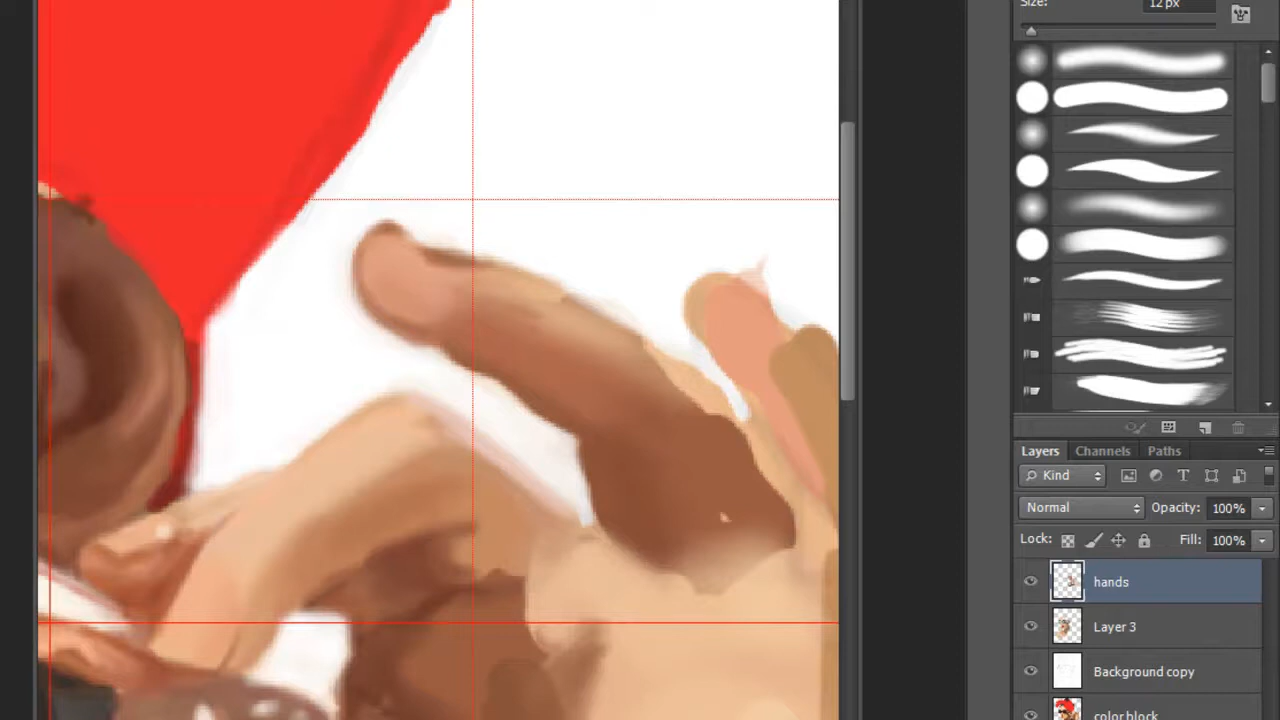 Size: 12 px
Layers Channels Paths
Kind
Normal Opacity: 100%
Lock: Fill: 100%
hands
Layer 3
Background copy
color block